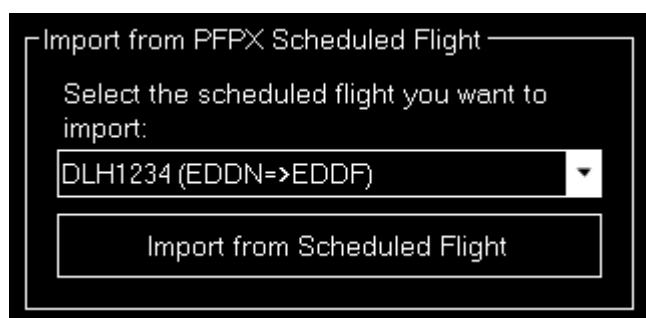 Import from PFPX Scheduled Flight
Select the scheduled flight you want to
import:
DLH1234 (EDDN=>EDDF)
Import from Scheduled Flight